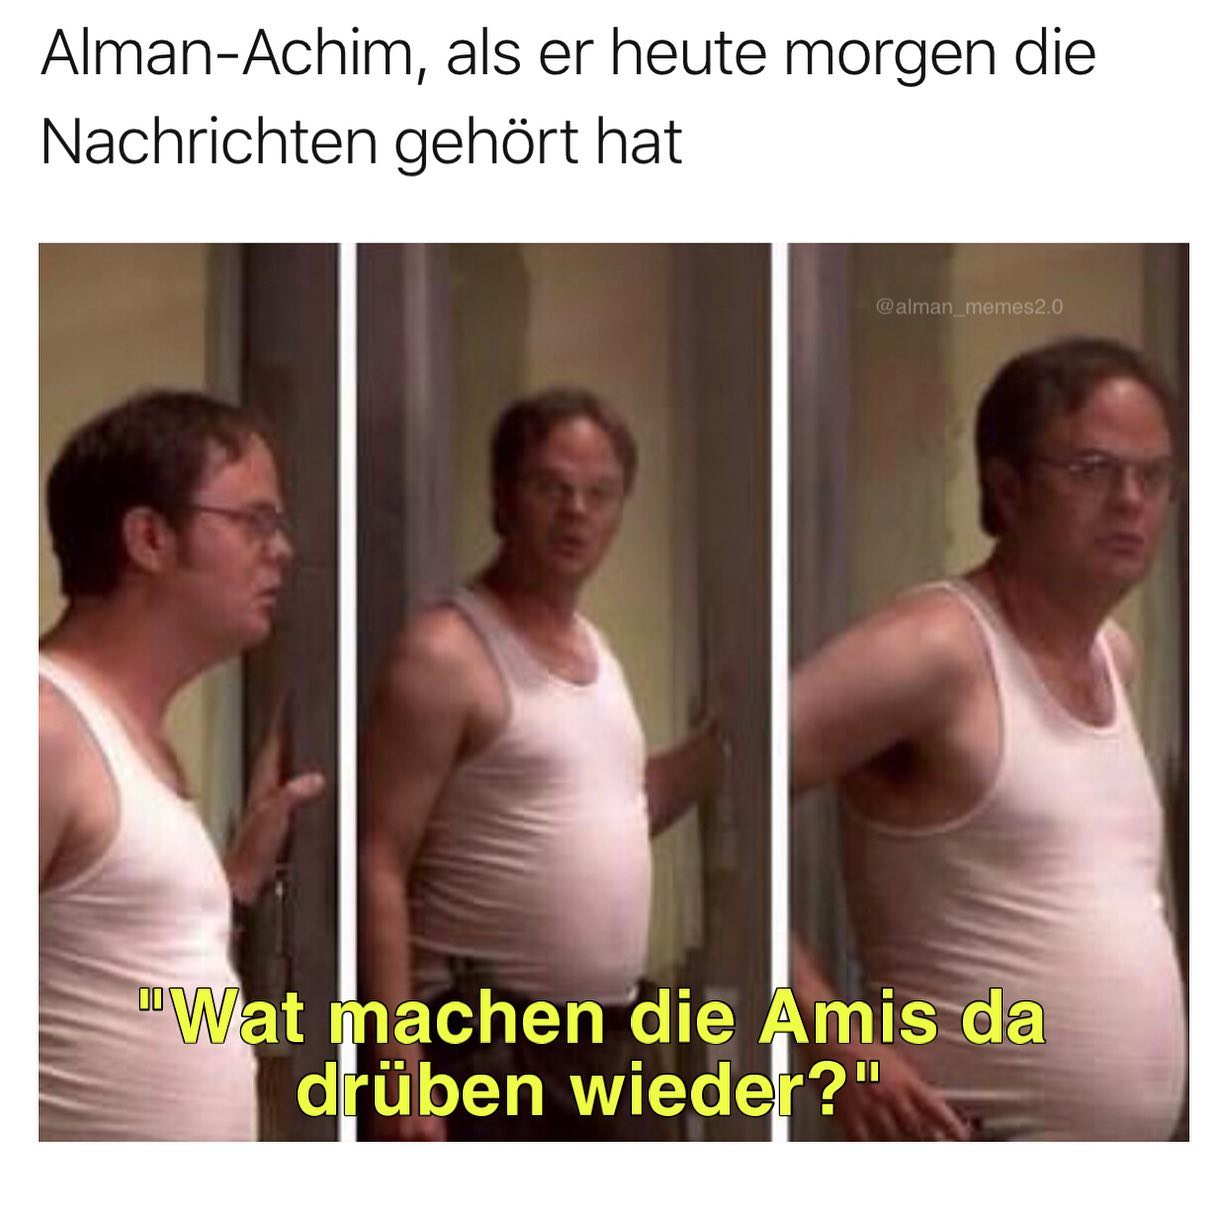 Alman-Achim, als er heute morgen die
Nachrichten gehört hat
@alman_memes2.0
"Wat machen die Amis da
drüben wieder?"